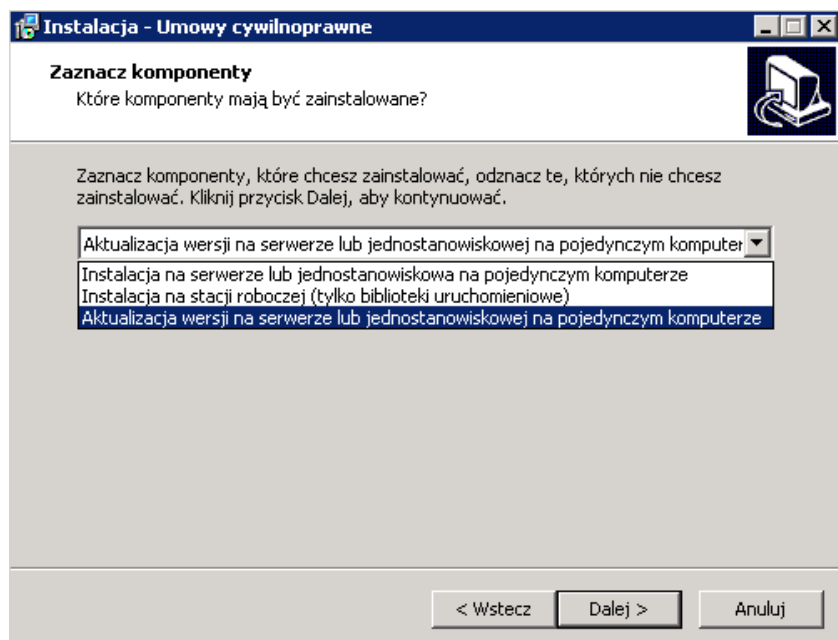 Instalacja - Umowy cywilnoprawne
Zaznacz komponenty
Które komponenty mają być zainstalowane?
Zaznacz komponenty, które chcesz zainstalować, odznacz te, których nie chcesz
zainstalować. Kliknij przycisk Dalej, aby kontynuować.
Aktualizacja wersji na serwerze lub jednostanowiskowej na pojedynczym komputer
Instalacja na serwerze lub jednostanowiskowa na pojedynczym komputerze
Instalacja na stacji roboczej (tylko biblioteki uruchomieniowe)
Aktualizacja wersji na serwerze lub jednostanowiskowej na pojedynczym komputerze
< Wstecz
Dalej >
Anuluj